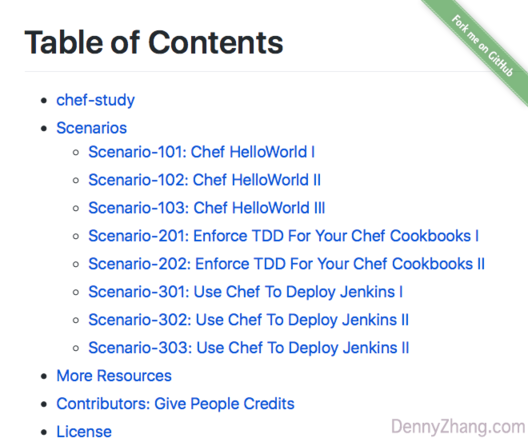 Fork me on GitHub
Table of Contents
chef-study
Scenarios
Scenario-101: Chef HelloWorld I
Scenario-102: Chef HelloWorld II
Scenario-103: Chef HelloWorld III
Scenario-201: Enforce TDD For Your Chef Cookbooks I
Scenario-202: Enforce TDD For Your Chef Cookbooks II
Scenario-301: Use Chef To Deploy Jenkins I
Scenario-302: Use Chef To Deploy Jenkins II
Scenario-303: Use Chef To Deploy Jenkins II
More Resources
Contributors: Give People Credits
License
DennyZhang.com